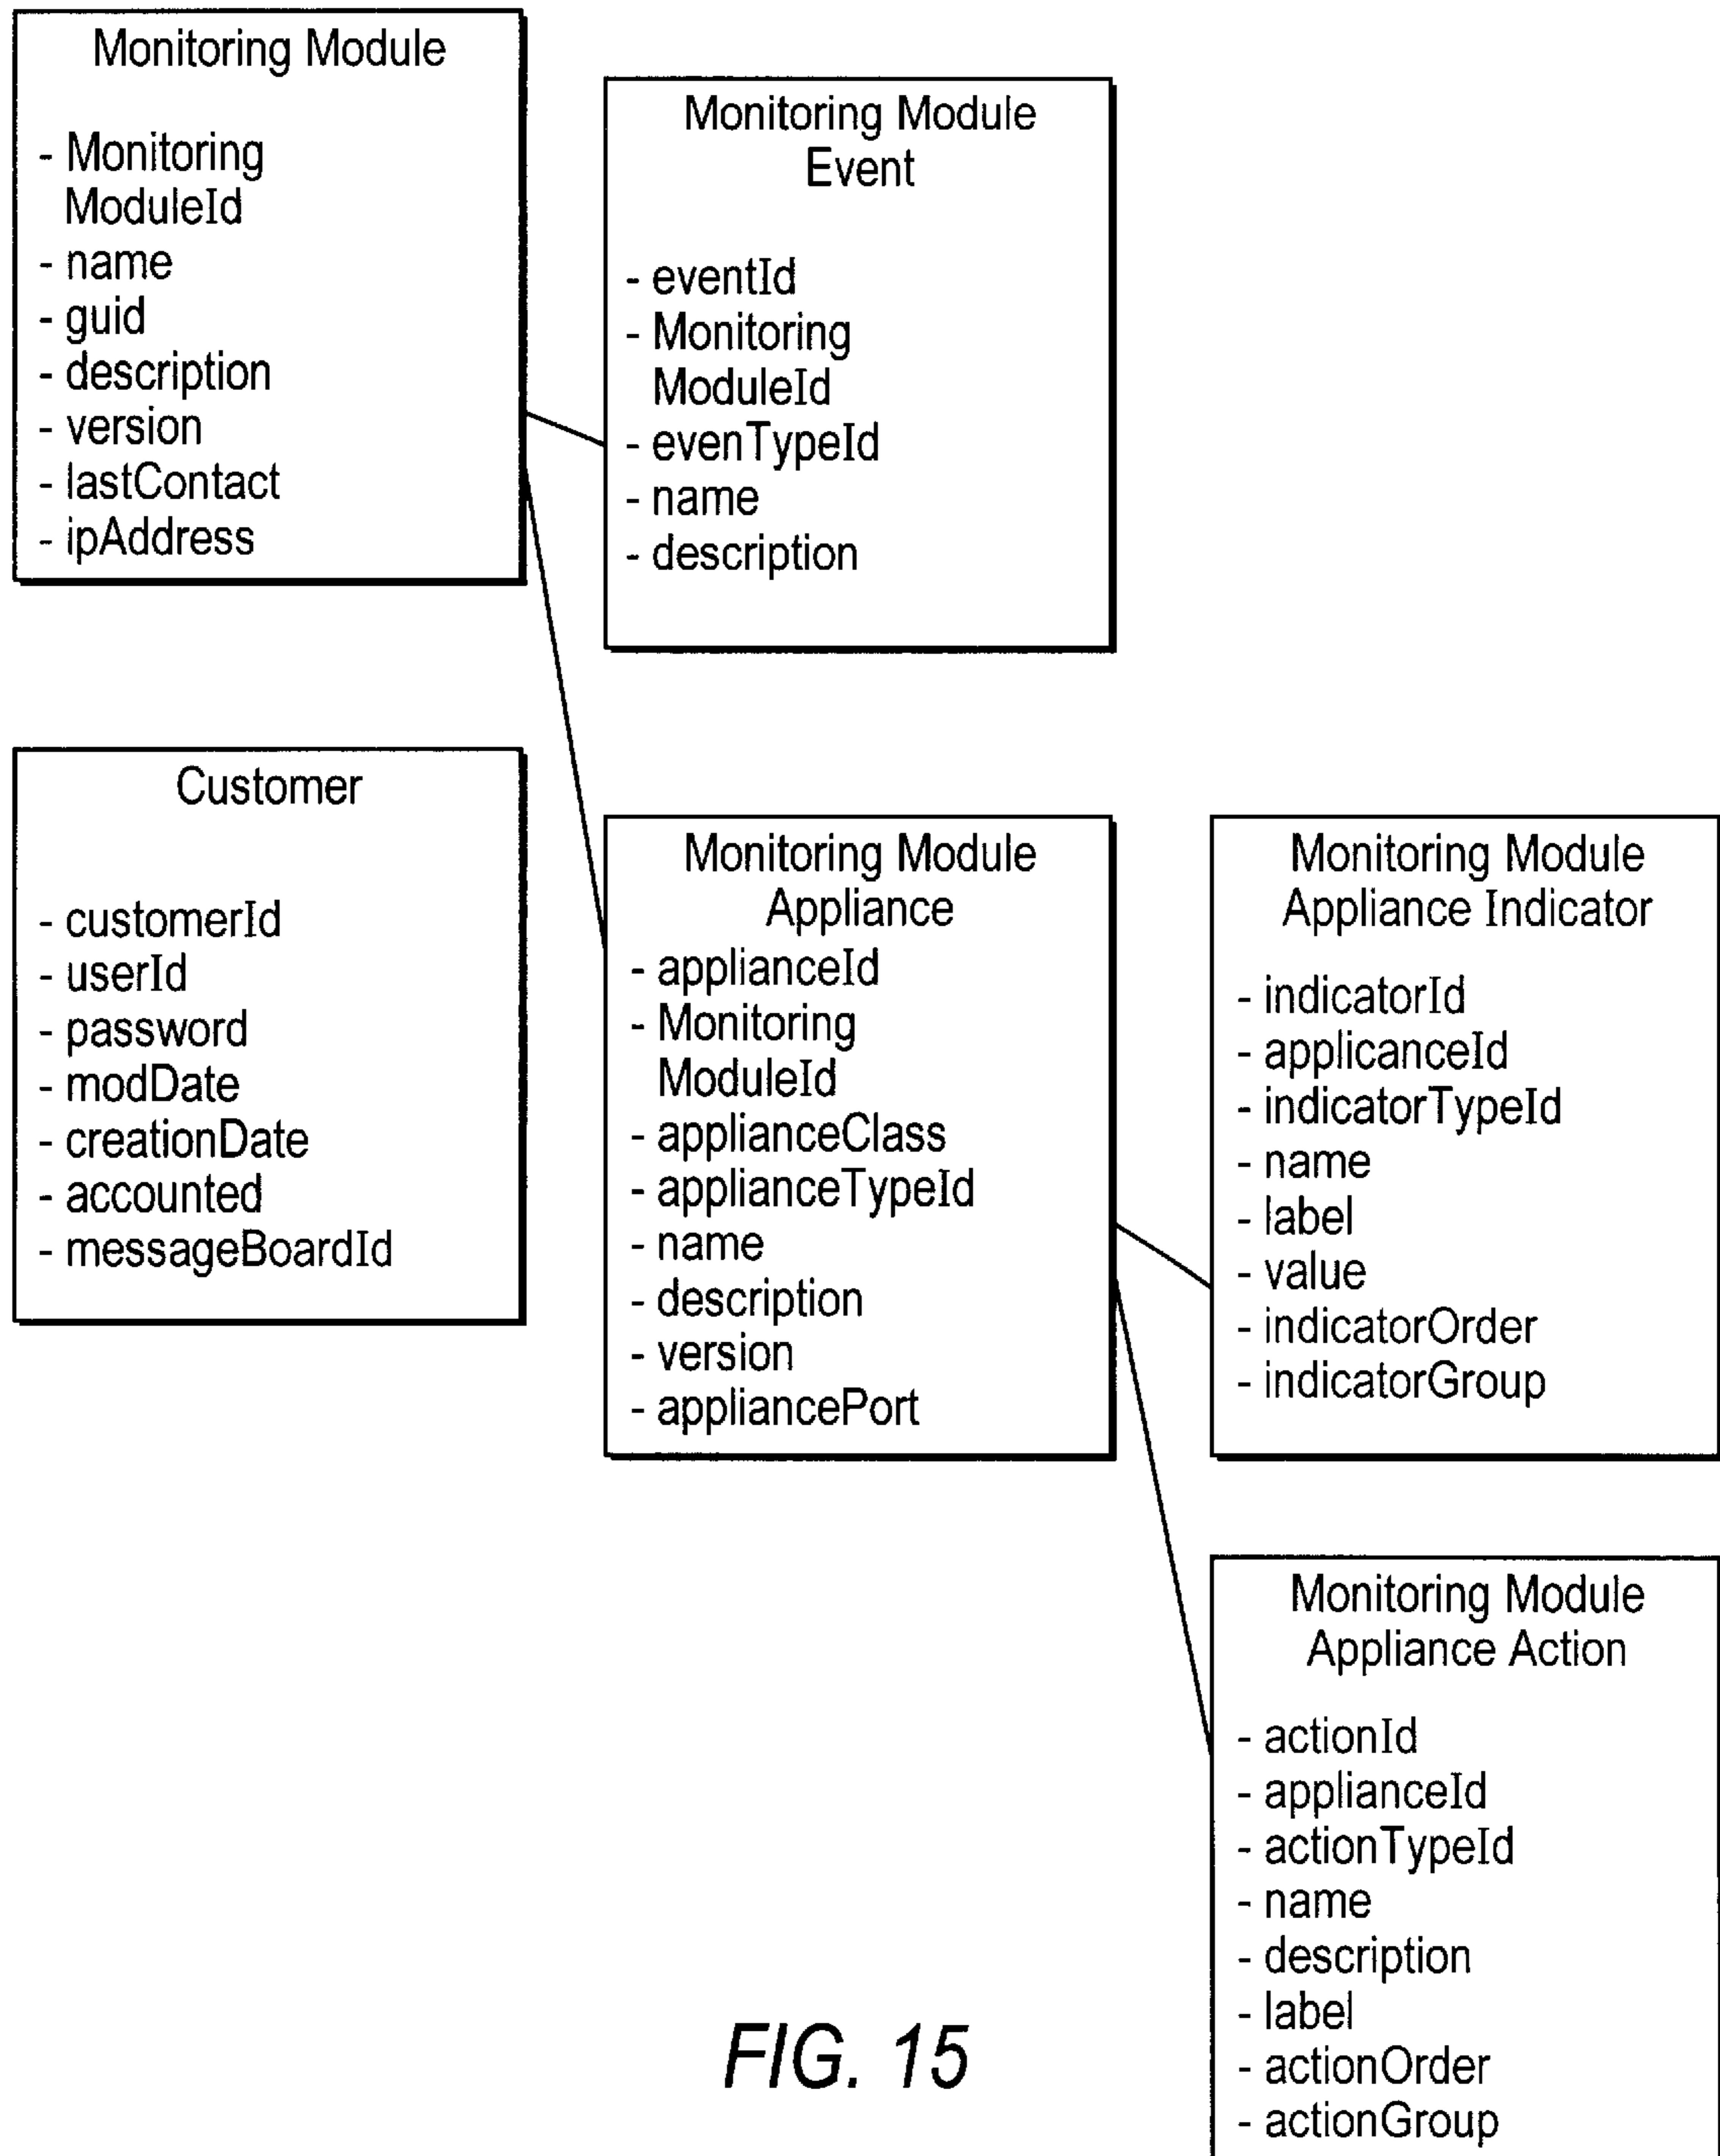 Monitoring Module
- Monitoring
ModuleId
- name
- guid
- description
- version
- lastContact
- ipAddress
Monitoring Module
Event
- eventId
- Monitoring
ModuleId
- evenTypeId
- name
- description
Customer
- customerId
- userId
- password
- modDate
- creationDate
- accounted
- messageBoardId
Monitoring Module
Appliance
- applianceId
- Monitoring
ModuleId
- applianceClass
- applianceTypeId
- name
- description
- version
- appliancePort
Monitoring Module
Appliance Indicator
- indicatorId
- applicanceId
- indicatorTypeId
- name
- label
- value
- indicatorOrder
- indicatorGroup
Monitoring Module
Appliance Action
- actionId
- applianceId
- actionTypeId
- name
- description
- label
- actionOrder
- actionGroup
FIG. 15